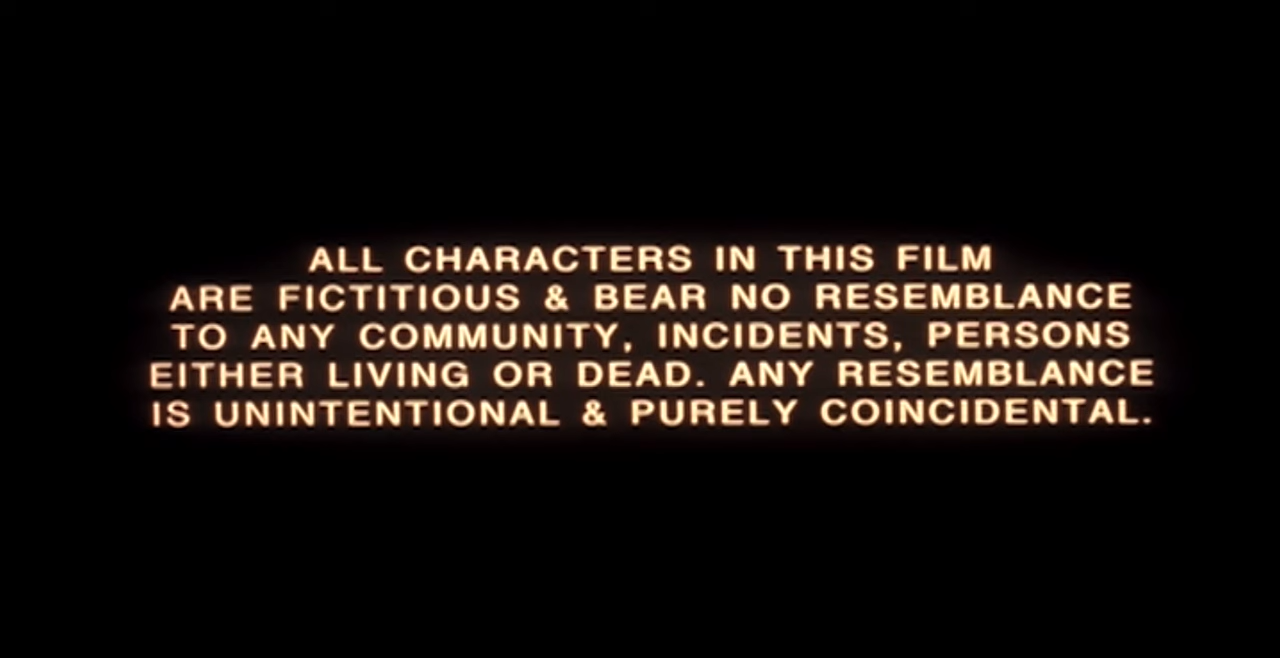 ALL CHARACTERS IN THIS FILM
ARE FICTITIOUS & BEAR NO RESEMBLANCE
TO ANY COMMUNITY, INCIDENTS, PERSONS
EITHER LIVING OR DEAD. ANY RESEMBLANCE
IS UNINTENTIONAL & PURELY COINCIDENTAL.